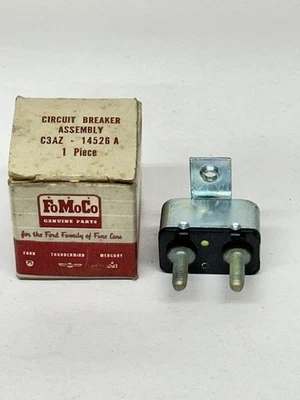 CIRCUIT BREAKER
ASSEMBLY
C3AZ - 14526 A
1 Piece
FoMoCo
GENUINE PARTS
for the Ford Family of Fine Cars
FORD THUNDERBIRD MERCURY